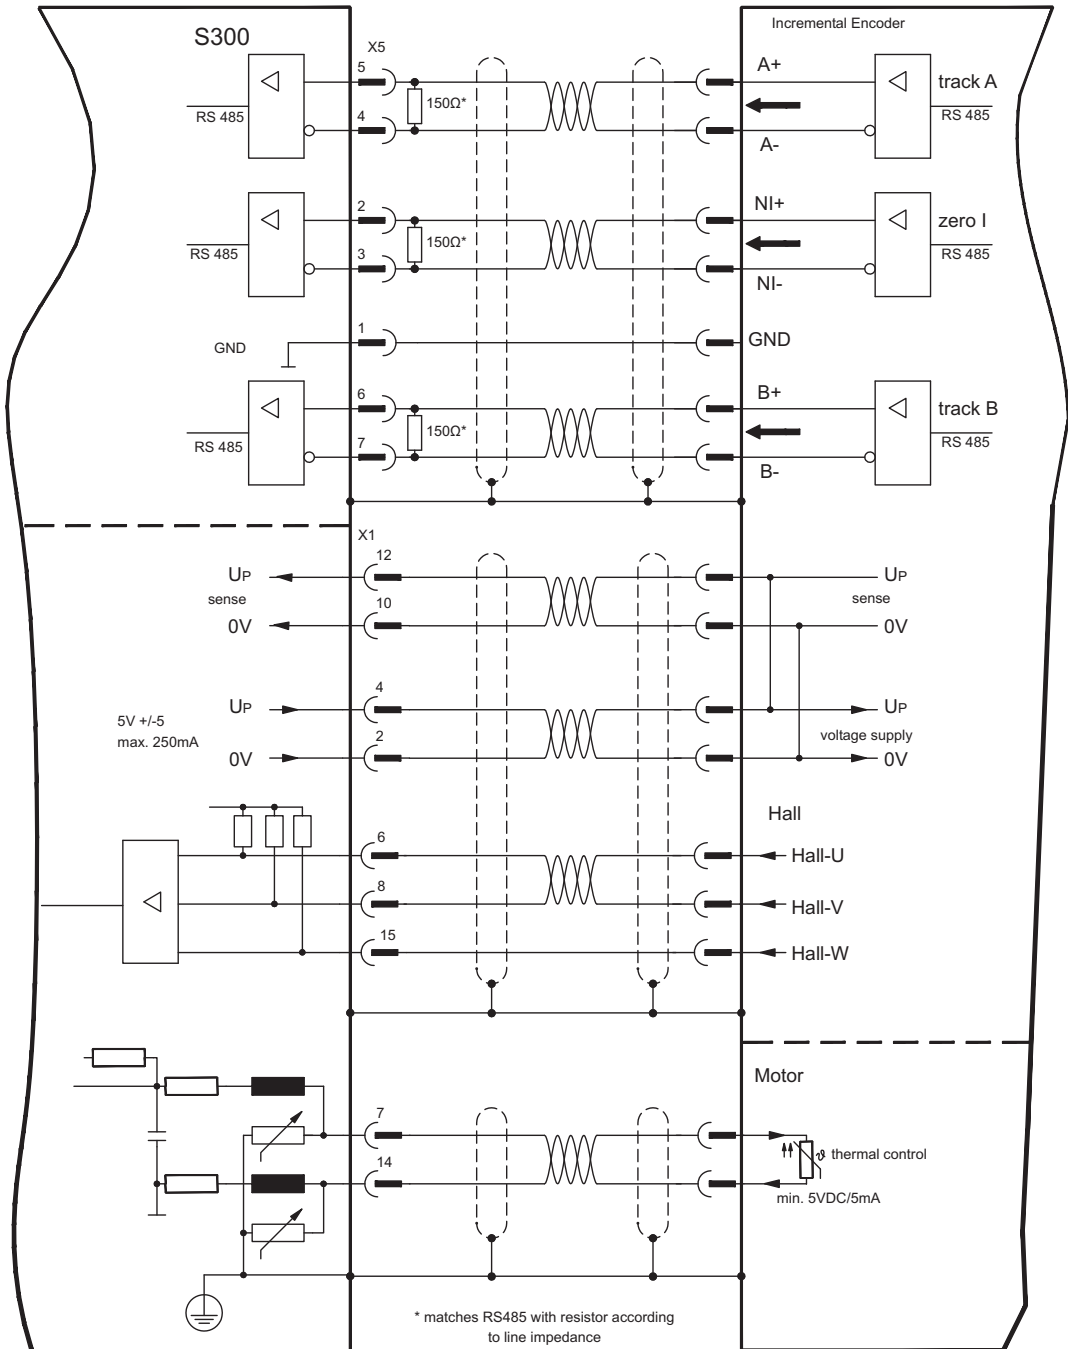 Incremental Encoder
S300
X5
5
A+
track A
RS 485
150Ω*
RS 485
4
A-
2
NI+
zero I
RS 485
150Ω*
RS 485
3
NI-
1
GND
GND
6
B+
track B
RS 485
150Ω*
RS 485
7
B-
X1
12
UP
UP
sense
sense
10
0V
0V
4
UP
UP
5V +/-5
max. 250mA
voltage supply
2
0V
0V
Hall
6
Hall-U
8
Hall-V
15
Hall-W
Motor
7
14
ϑ thermal control
min. 5VDC/5mA
* matches RS485 with resistor according
to line impedance